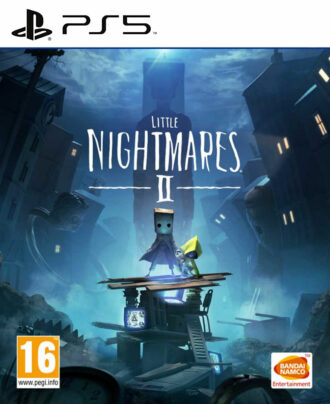 PS5
LITTLE
NIGHTMARES
II
16
www.pegi.info
BANDAI
NAMCO
Entertainment